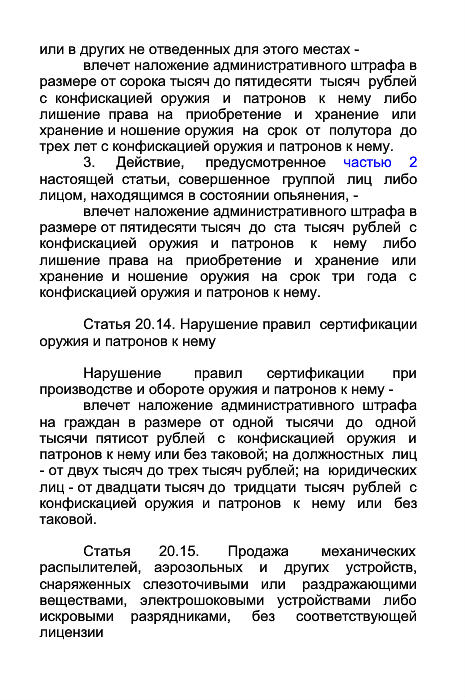 или в других не отведенных для этого местах -
влечет наложение административного штрафа в
размере от сорока тысяч до пятидесяти тысяч рублей
с конфискацией оружия и патронов к нему либо
лишение права на приобретение и хранение или
хранение и ношение оружия на срок от полутора до
трех лет с конфискацией оружия и патронов к нему.
3. Действие, предусмотренное частью 2
настоящей статьи, совершенное группой лиц либо
лицом, находящимся в состоянии опьянения, -
влечет наложение административного штрафа в
размере от пятидесяти тысяч до ста тысяч рублей с
конфискацией оружия и патронов к нему либо
лишение права на приобретение и хранение или
хранение и ношение оружия на срок три года с
конфискацией оружия и патронов к нему.
Статья 20.14. Нарушение правил сертификации
оружия и патронов к нему
Нарушение правил сертификации при
производстве и обороте оружия и патронов к нему -
влечет наложение административного штрафа
на граждан в размере от одной тысячи до одной
тысячи пятисот рублей с конфискацией оружия и
патронов к нему или без таковой; на должностных лиц
- от двух тысяч до трех тысяч рублей; на юридических
лиц - от двадцати тысяч до тридцати тысяч рублей с
конфискацией оружия и патронов к нему или без
таковой.
Статья 20.15. Продажа механических
распылителей, аэрозольных и других устройств,
снаряженных слезоточивыми или раздражающими
веществами, электрошоковыми устройствами либо
искровыми разрядниками, без соответствующей
лицензии